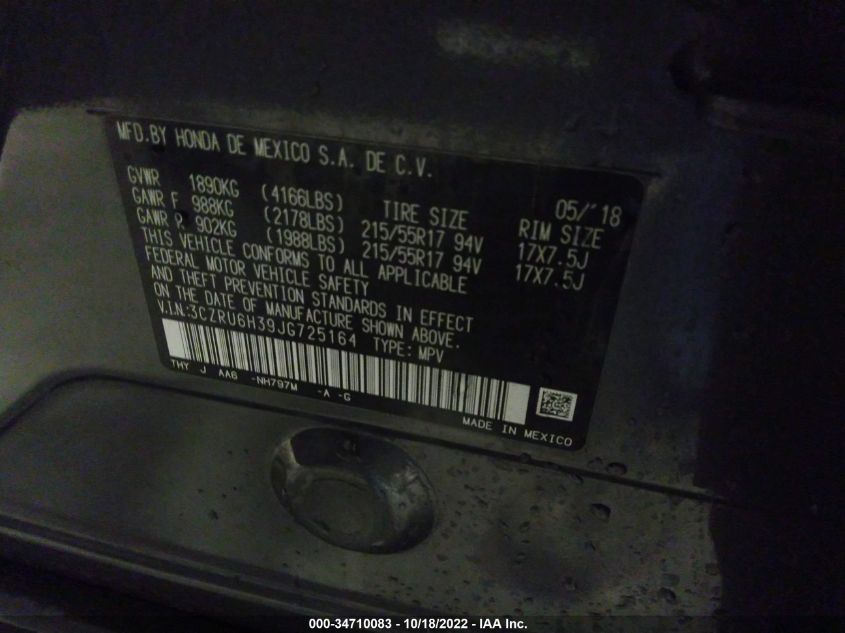 MFD.BY HONDA DE MEXICO S.A. DE C.V.
05/'18
GVWR 1890KG (4166LBS) TIRE SIZE RIM SIZE
GAWR F 988KG (2178LBS) 215/55R17 94V 17X7.5J
GAWR R 902KG (1988LBS) 215/55R17 94V 17X7.5J
THIS VEHICLE CONFORMS TO ALL APPLICABLE
FEDERAL MOTOR VEHICLE SAFETY
AND THEFT PREVENTION STANDARDS IN EFFECT
ON THE DATE OF MANUFACTURE SHOWN ABOVE.
V.I.N:3CZRU6H39JG725164 TYPE: MPV
THY J AA6 -NH797M -A -G
MADE IN MEXICO
000-34710083 - 10/18/2022 - IAA Inc.